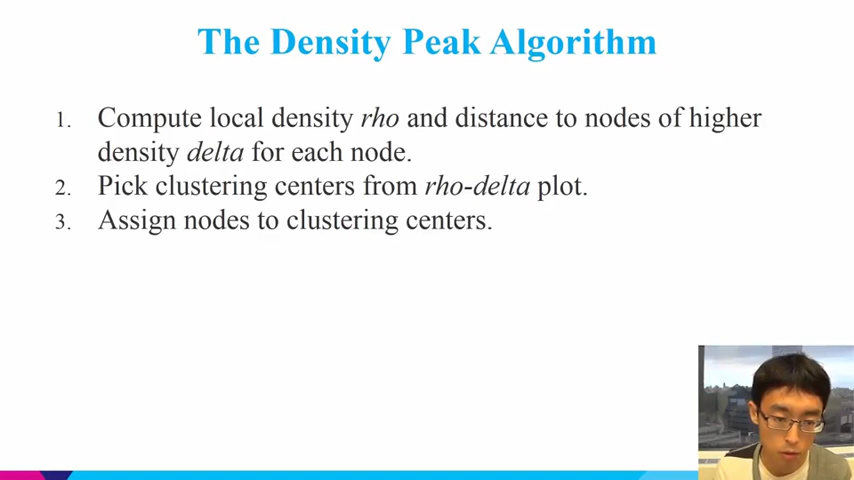 The Density Peak Algorithm
1. Compute local density rho and distance to nodes of higher
density delta for each node.
2. Pick clustering centers from rho-delta plot.
3. Assign nodes to clustering centers.